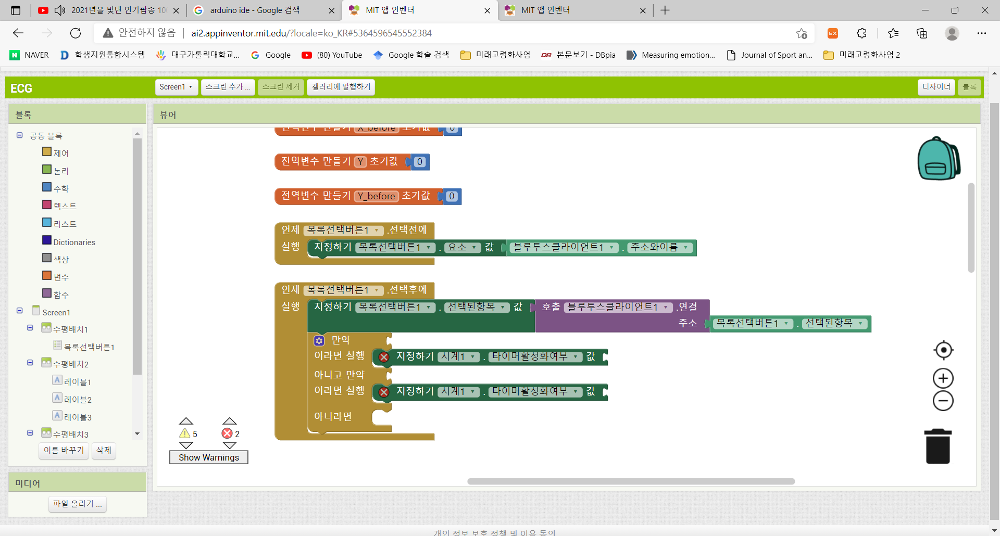 2021년을 빛낸 인기팝송 10
arduino ide - Google 검색
MIT 앱 인벤터
MIT 앱 인벤터
안전하지 않음
ai2.appinventor.mit.edu/?locale=ko_KR#5364596545552384
EX
NAVER
학생지원통합시스템
대구가톨릭대학교...
Google
(80) YouTube
Google 학술 검색
미래고령화사업
본문보기 - DBpia
Measuring emotion...
Journal of Sport an...
미래고령화사업 2
ECG
Screen1
스크린 추가 ...
스크린 제거
갤러리에 발행하기
디자이너
블록
블록
공통 블록
제어
논리
수학
텍스트
리스트
Dictionaries
색상
변수
함수
Screen1
수평배치1
목록선택버튼1
수평배치2
레이블1
레이블2
레이블3
수평배치3
이름 바꾸기
삭제
미디어
파일 올리기 ...
뷰어
전역변수 만들기 X_before 초기값 0
전역변수 만들기 Y 초기값 0
전역변수 만들기 Y_before 초기값 0
언제 목록선택버튼1 .선택전에
실행 지정하기 목록선택버튼1 . 요소 값 블루투스클라이언트1 . 주소와이름
언제 목록선택버튼1 .선택후에
실행 지정하기 목록선택버튼1 . 선택된항목 값 호출 블루투스클라이언트1 .연결
주소 목록선택버튼1 . 선택된항목
만약
이라면 실행 지정하기 시계1 . 타이머활성화여부 값
아니고 만약
이라면 실행 지정하기 시계1 . 타이머활성화여부 값
아니라면
5
2
Show Warnings
개인 정보 보호 정책 및 이용 동의